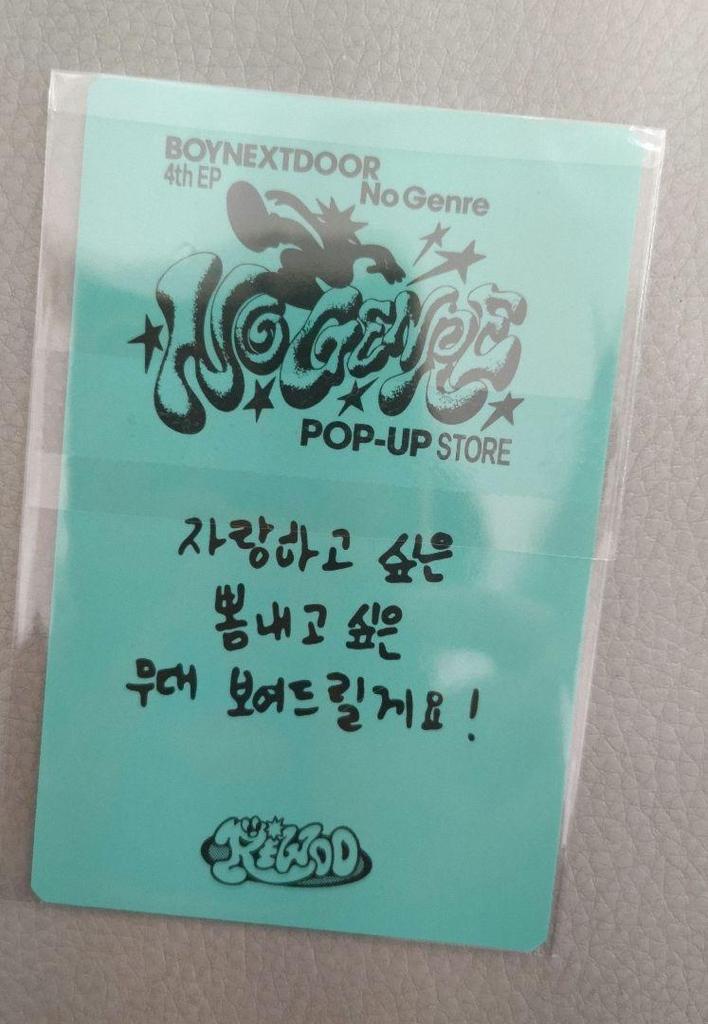 BOYNEXTDOOR
4th EP
No Genre
NO GENRE
POP-UP STORE
자랑하고 싶은
뽐내고 싶은
무대 보여드릴게요!
RIWOO